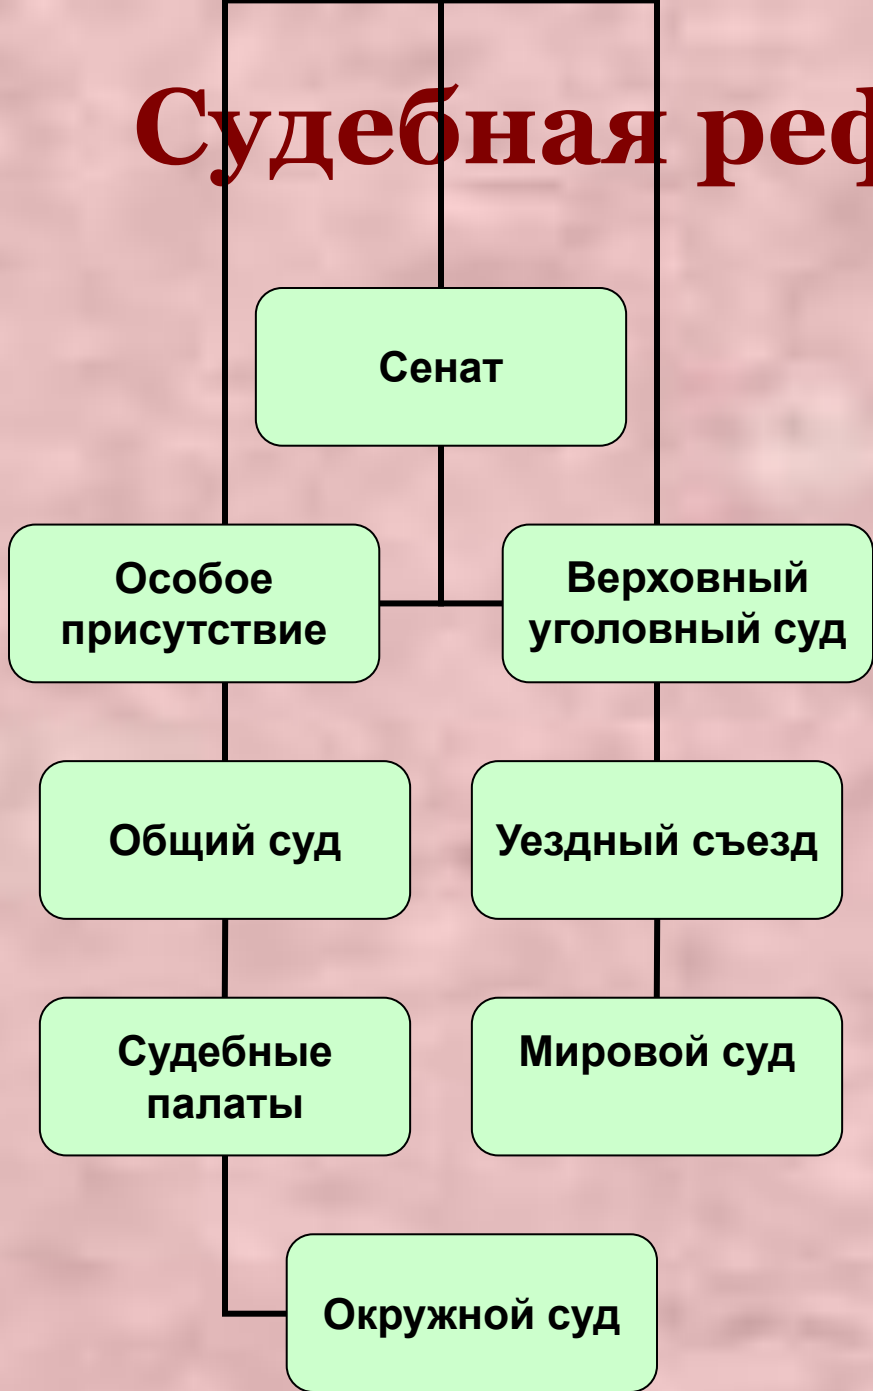 Судебная реф
Сенат
Особое
присутствие
Верховный
уголовный суд
Общий суд
Уездный съезд
Судебные
палаты
Мировой суд
Окружной суд